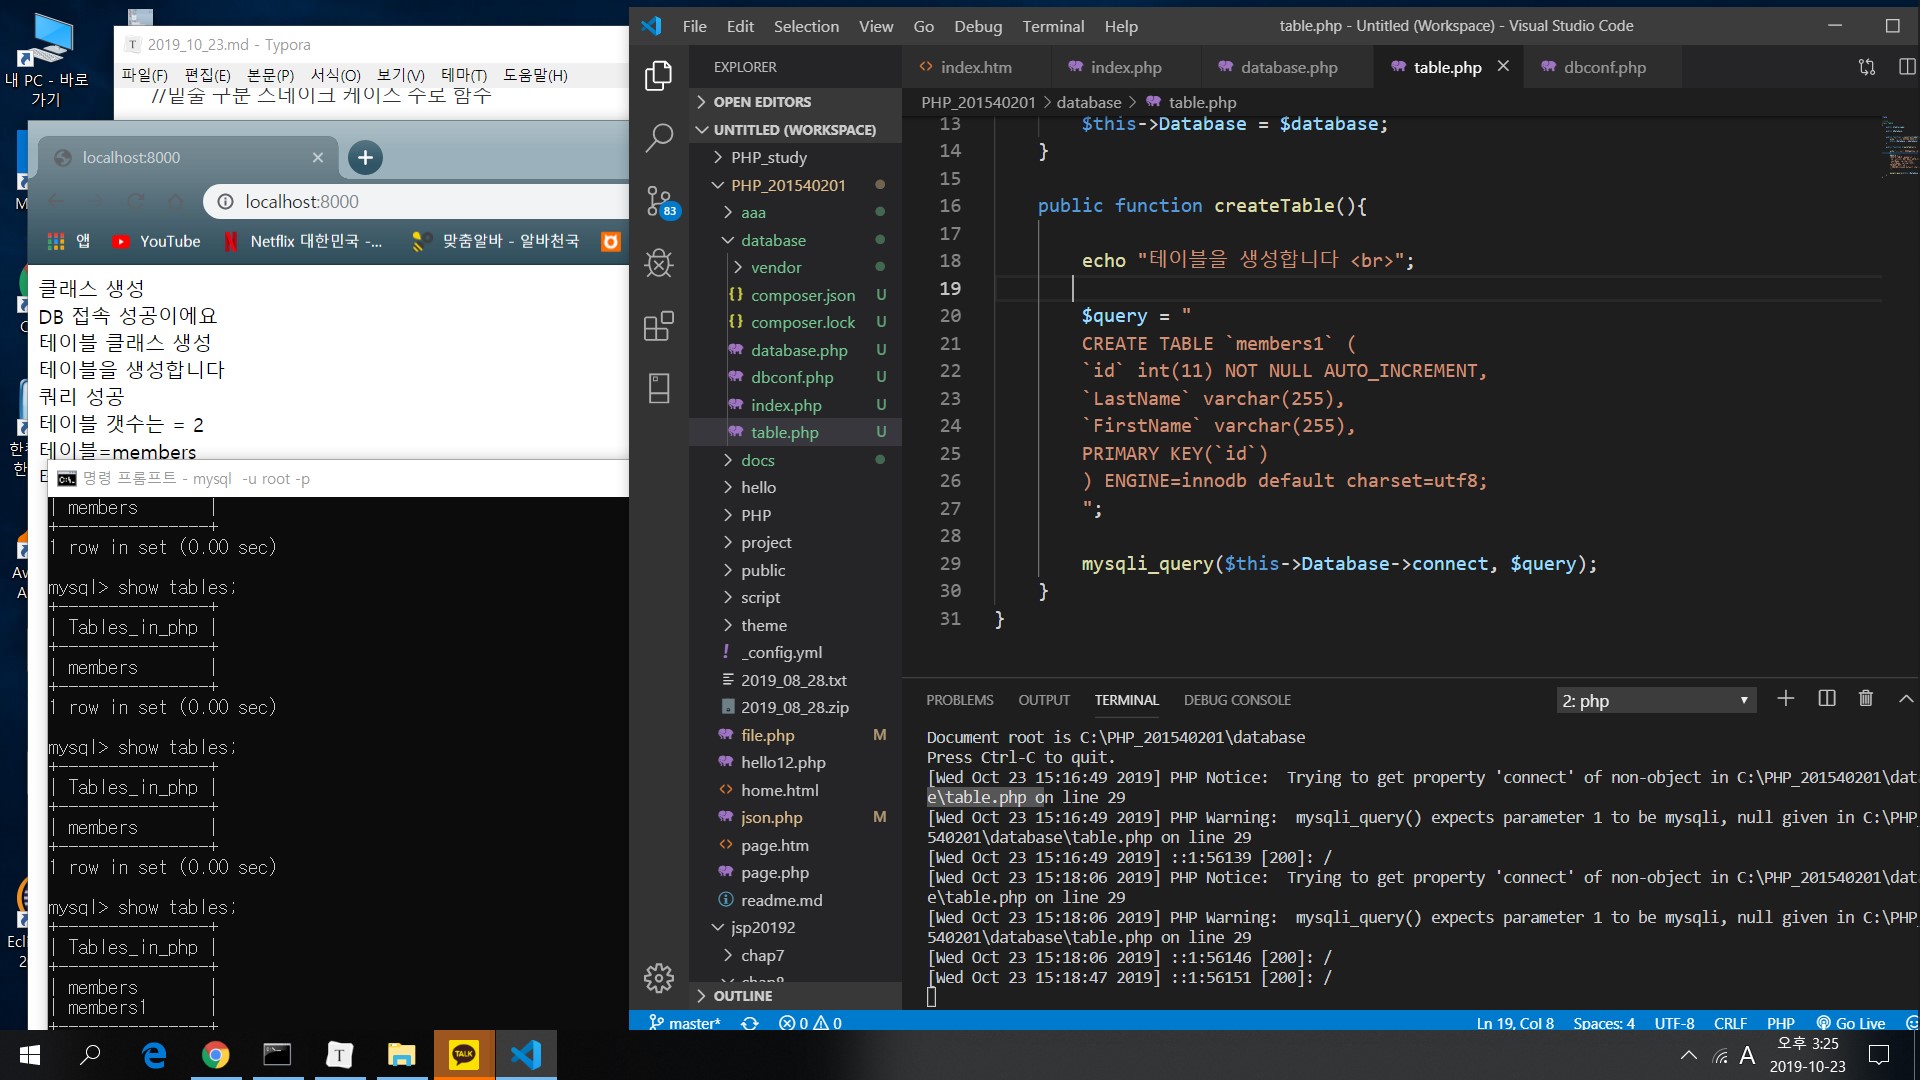 내 PC - 바로
가기
2019_10_23.md - Typora
파일(F) 편집(E) 본문(P) 서식(O) 보기(V) 테마(T) 도움말(H)
//밑줄 구분 스네이크 케이스 수로 함수
localhost:8000
localhost:8000
앱 YouTube Netflix 대한민국 -... 맞춤알바 - 알바천국
클래스 생성
DB 접속 성공이에요
테이블 클래스 생성
테이블을 생성합니다
쿼리 성공
테이블 갯수는 = 2
테이블=members
명령 프롬프트 - mysql -u root -p
| members |
+---------------+
1 row in set (0.00 sec)
mysql> show tables;
+---------------+
| Tables_in_php |
+---------------+
| members |
+---------------+
1 row in set (0.00 sec)
mysql> show tables;
+---------------+
| Tables_in_php |
+---------------+
| members |
+---------------+
1 row in set (0.00 sec)
mysql> show tables;
+---------------+
| Tables_in_php |
+---------------+
| members |
| members1 |
+---------------+
File Edit Selection View Go Debug Terminal Help
table.php - Untitled (Workspace) - Visual Studio Code
83
EXPLORER
OPEN EDITORS
UNTITLED (WORKSPACE)
PHP_study
PHP_201540201
aaa
database
vendor
composer.json U
composer.lock U
database.php U
dbconf.php U
index.php U
table.php U
docs
hello
PHP
project
public
script
theme
_config.yml
2019_08_28.txt
2019_08_28.zip
file.php M
hello12.php
home.html
json.php M
page.htm
page.php
readme.md
jsp20192
chap7
chap8
OUTLINE
index.htm index.php database.php table.php dbconf.php
PHP_201540201 > database > table.php
13 $this->Database = $database;
14 }
15
16 public function createTable(){
17
18 echo "테이블을 생성합니다 <br>";
19
20 $query = "
21 CREATE TABLE `members1` (
22 `id` int(11) NOT NULL AUTO_INCREMENT,
23 `LastName` varchar(255),
24 `FirstName` varchar(255),
25 PRIMARY KEY(`id`)
26 ) ENGINE=innodb default charset=utf8;
27 ";
28
29 mysqli_query($this->Database->connect, $query);
30 }
31 }
PROBLEMS OUTPUT TERMINAL DEBUG CONSOLE
2: php
Document root is C:\PHP_201540201\database
Press Ctrl-C to quit.
[Wed Oct 23 15:16:49 2019] PHP Notice:  Trying to get property 'connect' of non-object in C:\PHP_201540201\dat
e\table.php on line 29
[Wed Oct 23 15:16:49 2019] PHP Warning:  mysqli_query() expects parameter 1 to be mysqli, null given in C:\PHP_
540201\database\table.php on line 29
[Wed Oct 23 15:16:49 2019] ::1:56139 [200]: /
[Wed Oct 23 15:18:06 2019] PHP Notice:  Trying to get property 'connect' of non-object in C:\PHP_201540201\dat
e\table.php on line 29
[Wed Oct 23 15:18:06 2019] PHP Warning:  mysqli_query() expects parameter 1 to be mysqli, null given in C:\PHP_
540201\database\table.php on line 29
[Wed Oct 23 15:18:06 2019] ::1:56146 [200]: /
[Wed Oct 23 15:18:47 2019] ::1:56151 [200]: /
master* 0 0 Ln 19, Col 8 Spaces: 4 UTF-8 CRLF PHP Go Live
T TALK A
오후 3:25
2019-10-23